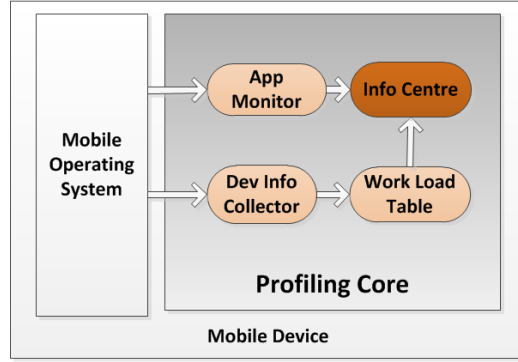 Mobile
Operating
System
App
Monitor
Info Centre
Dev Info
Collector
Work Load
Table
Profiling Core
Mobile Device